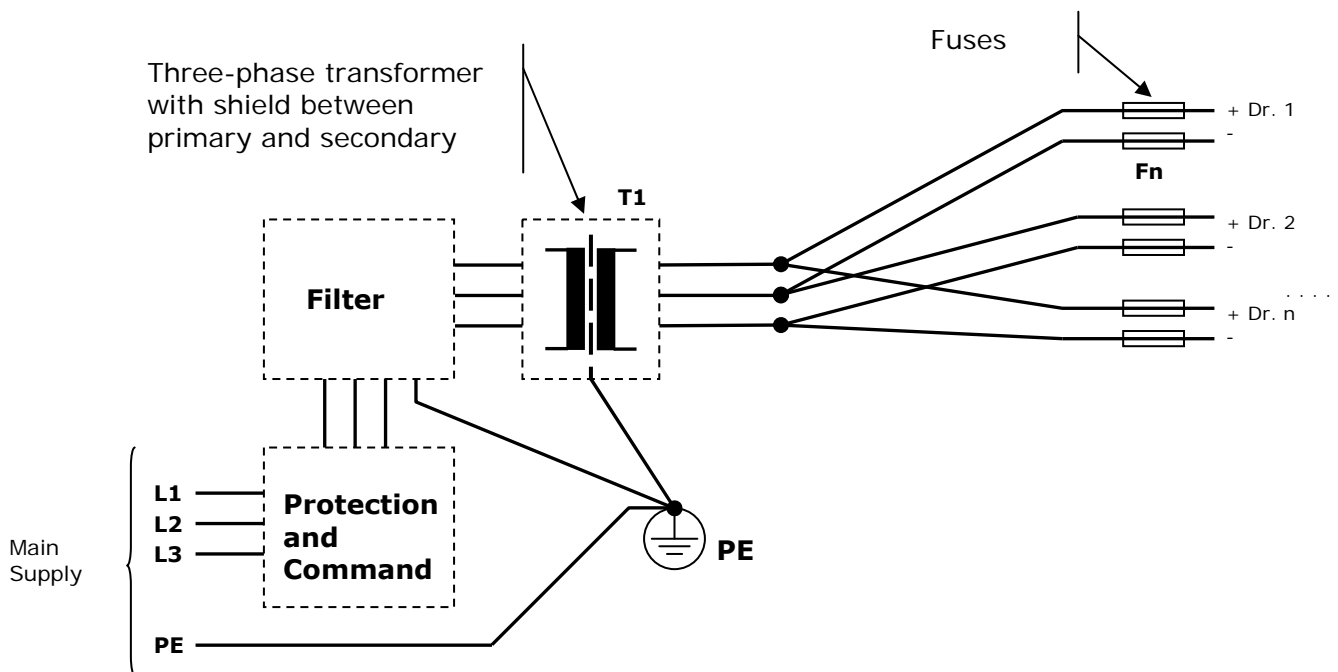 Fuses
Three-phase transformer
with shield between
primary and secondary
+ Dr. 1
-
Fn
T1
+ Dr. 2
-
Filter
. . . .
+ Dr. n
-
L1
L2
L3
Protection
and
Command
Main
Supply
PE
PE